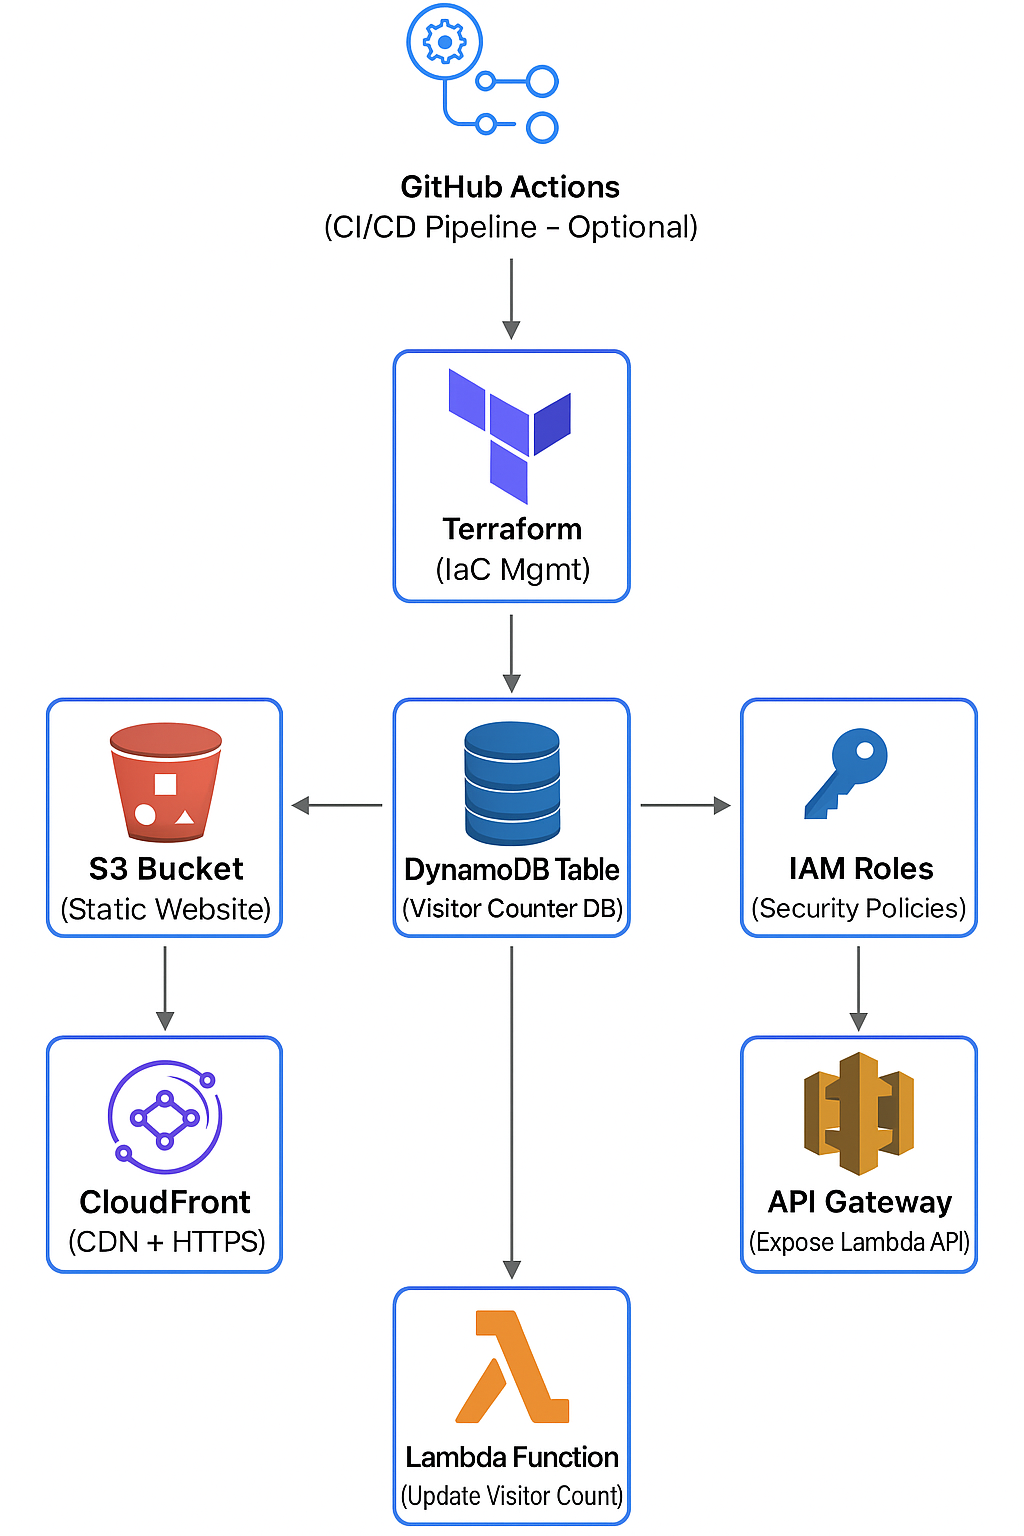 GitHub Actions
(CI/CD Pipeline – Optional)
Terraform
(IaC Mgmt)
S3 Bucket
(Static Website)
DynamoDB Table
(Visitor Counter DB)
IAM Roles
(Security Policies)
CloudFront
(CDN + HTTPS)
API Gateway
(Expose Lambda API)
Lambda Function
(Update Visitor Count)